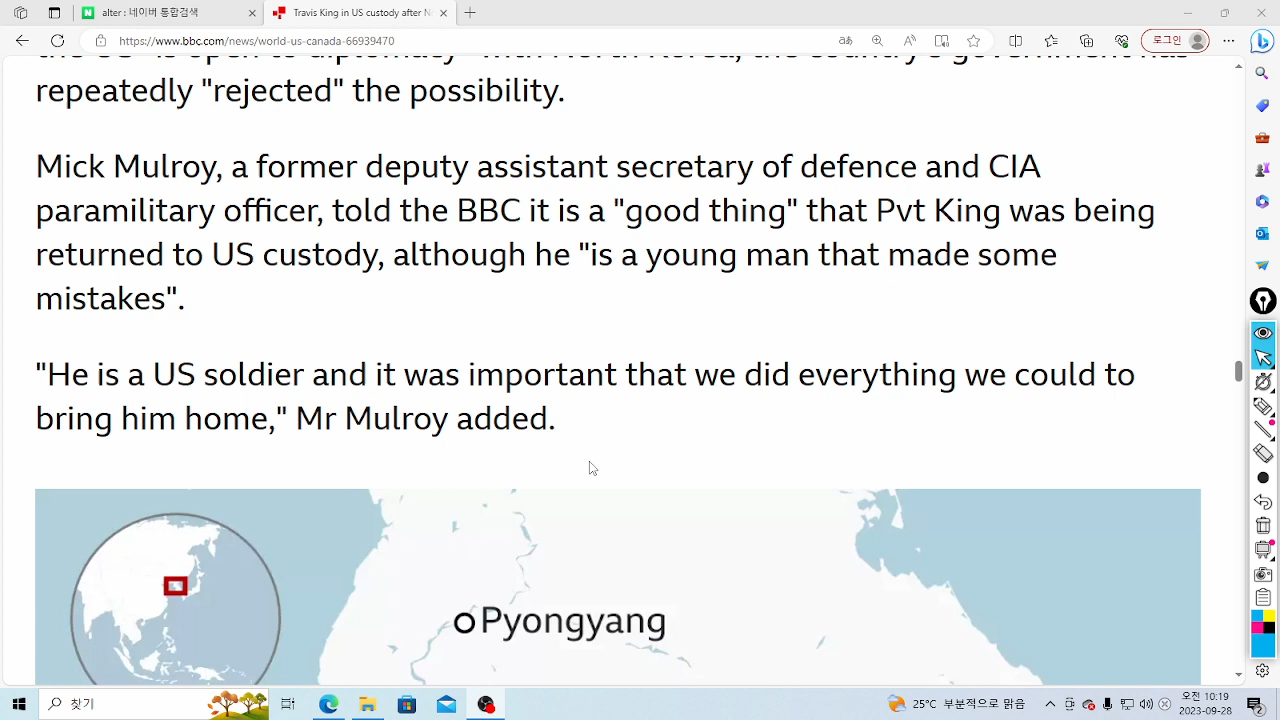 alter : 네이버 통합검색
Travis King in US custody after N
https://www.bbc.com/news/world-us-canada-66939470
로그인
repeatedly "rejected" the possibility.
Mick Mulroy, a former deputy assistant secretary of defence and CIA
paramilitary officer, told the BBC it is a "good thing" that Pvt King was being
returned to US custody, although he "is a young man that made some
mistakes".
"He is a US soldier and it was important that we did everything we could to
bring him home," Mr Mulroy added.
Pyongyang
찾기
25°C 부분적으로 맑음
오전 10:19
2023-09-28